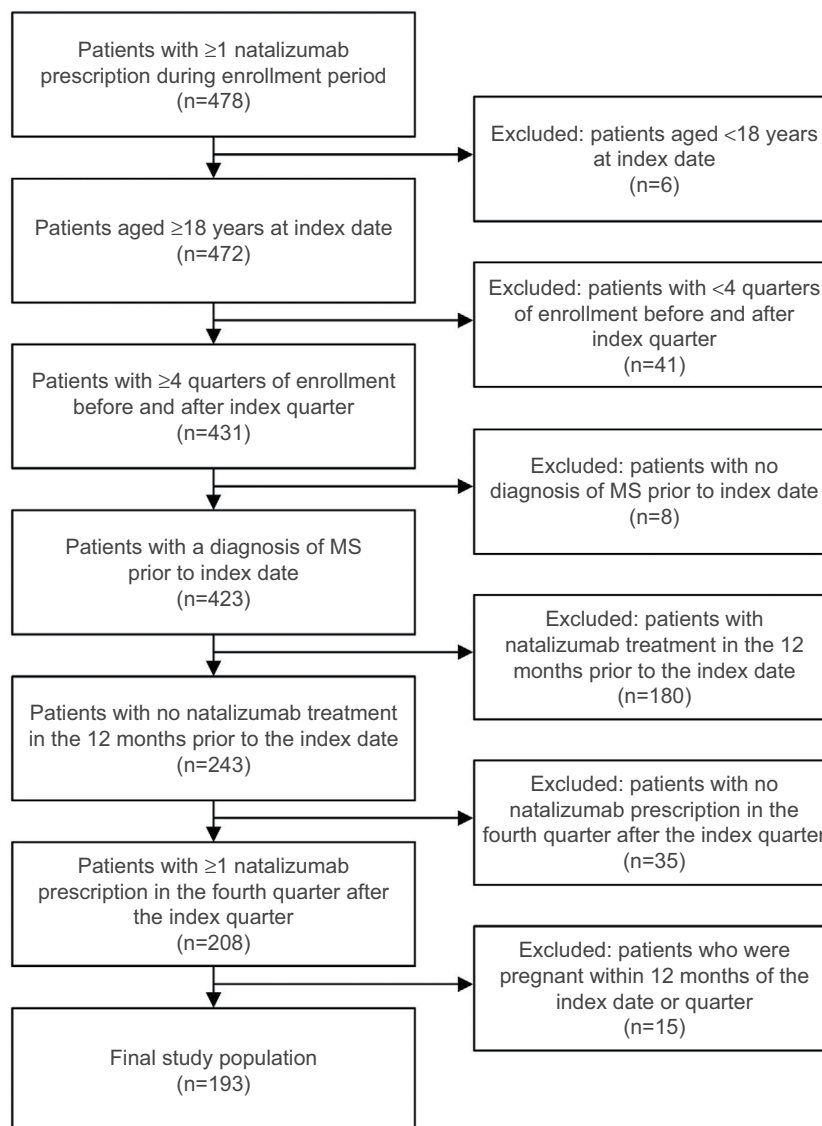 Patients with ≥1 natalizumab
prescription during enrollment period
(n=478)
Excluded: patients aged <18 years
at index date
(n=6)
Patients aged ≥18 years at index date
(n=472)
Excluded: patients with <4 quarters
of enrollment before and after
index quarter
(n=41)
Patients with ≥4 quarters of enrollment
before and after index quarter
(n=431)
Excluded: patients with no
diagnosis of MS prior to index date
(n=8)
Patients with a diagnosis of MS
prior to index date
(n=423)
Excluded: patients with
natalizumab treatment in the 12
months prior to the index date
(n=180)
Patients with no natalizumab treatment
in the 12 months prior to the index date
(n=243)
Excluded: patients with no
natalizumab prescription in the
fourth quarter after the index quarter
(n=35)
Patients with ≥1 natalizumab
prescription in the fourth quarter after
the index quarter
(n=208)
Excluded: patients who were
pregnant within 12 months of the
index date or quarter
(n=15)
Final study population
(n=193)